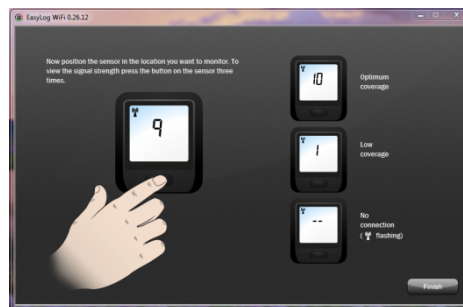 EasyLog WiFi 0.26.12
Now position the sensor in the location you want to monitor. To
view the signal strength press the button on the sensor three
times.
9
10
Optimum
coverage
1
Low
coverage
--
No
connection
( flashing)
Finish